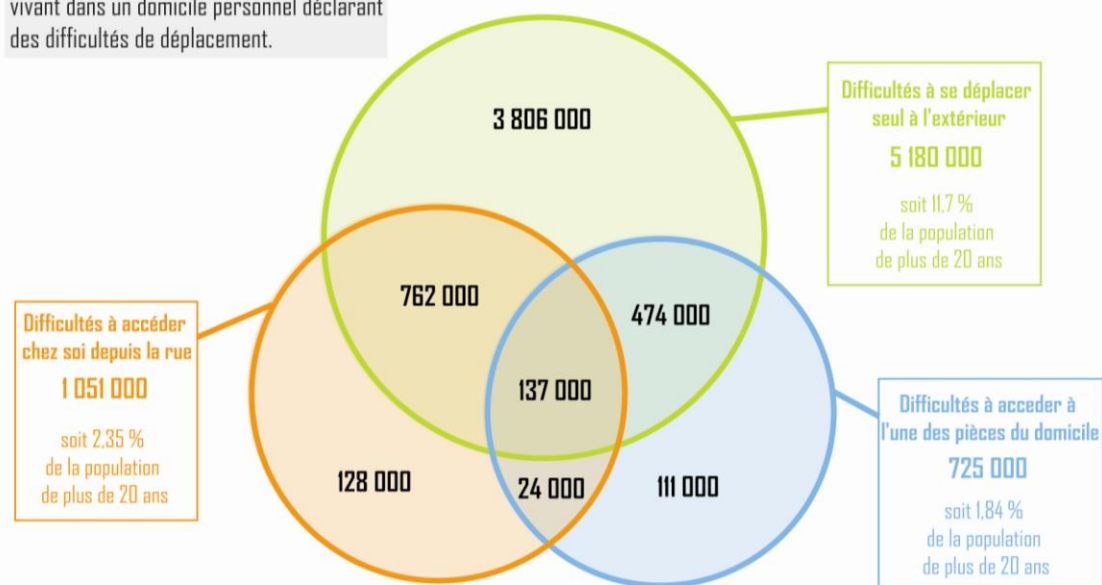 vivant dans un domicile personnel déclarant
des difficultés de déplacement.
3 806 000
Difficultés à se déplacer
seul à l'extérieur
5 180 000
soit 11,7 %
de la population
de plus de 20 ans
762 000
474 000
Difficultés à accéder
chez soi depuis la rue
1 051 000
soit 2,35 %
de la population
de plus de 20 ans
137 000
128 000
24 000
111 000
Difficultés à acceder à
l'une des pièces du domicile
725 000
soit 1,84 %
de la population
de plus de 20 ans